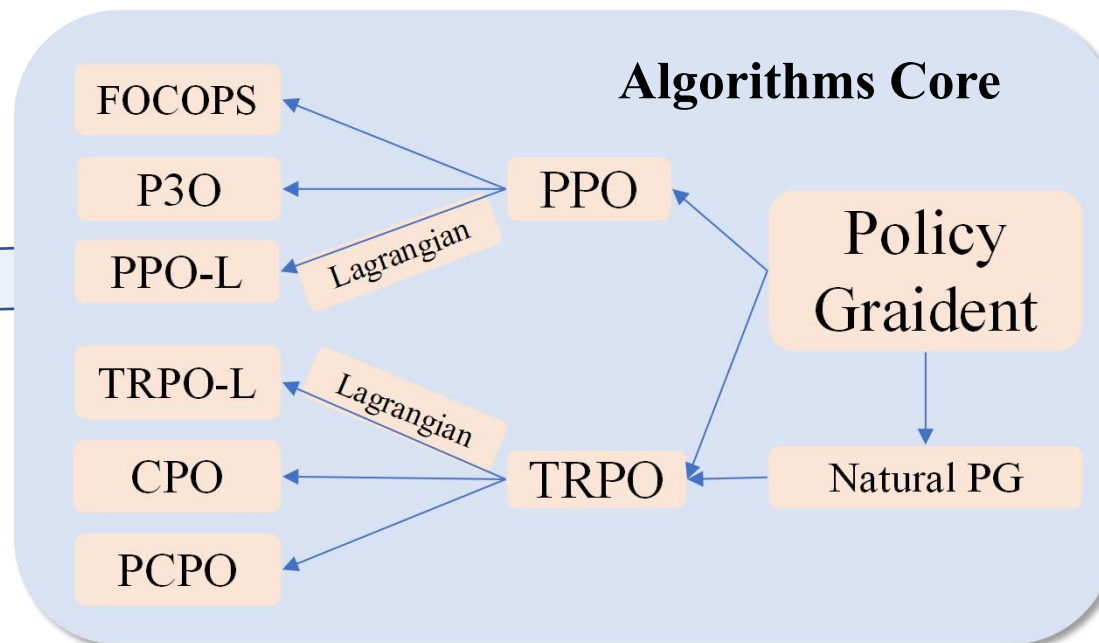 Algorithms Core
FOCOPS
P3O
PPO-L
Lagrangian
PPO
Policy
Graident
TRPO-L
Lagrangian
CPO
TRPO
Natural PG
PCPO